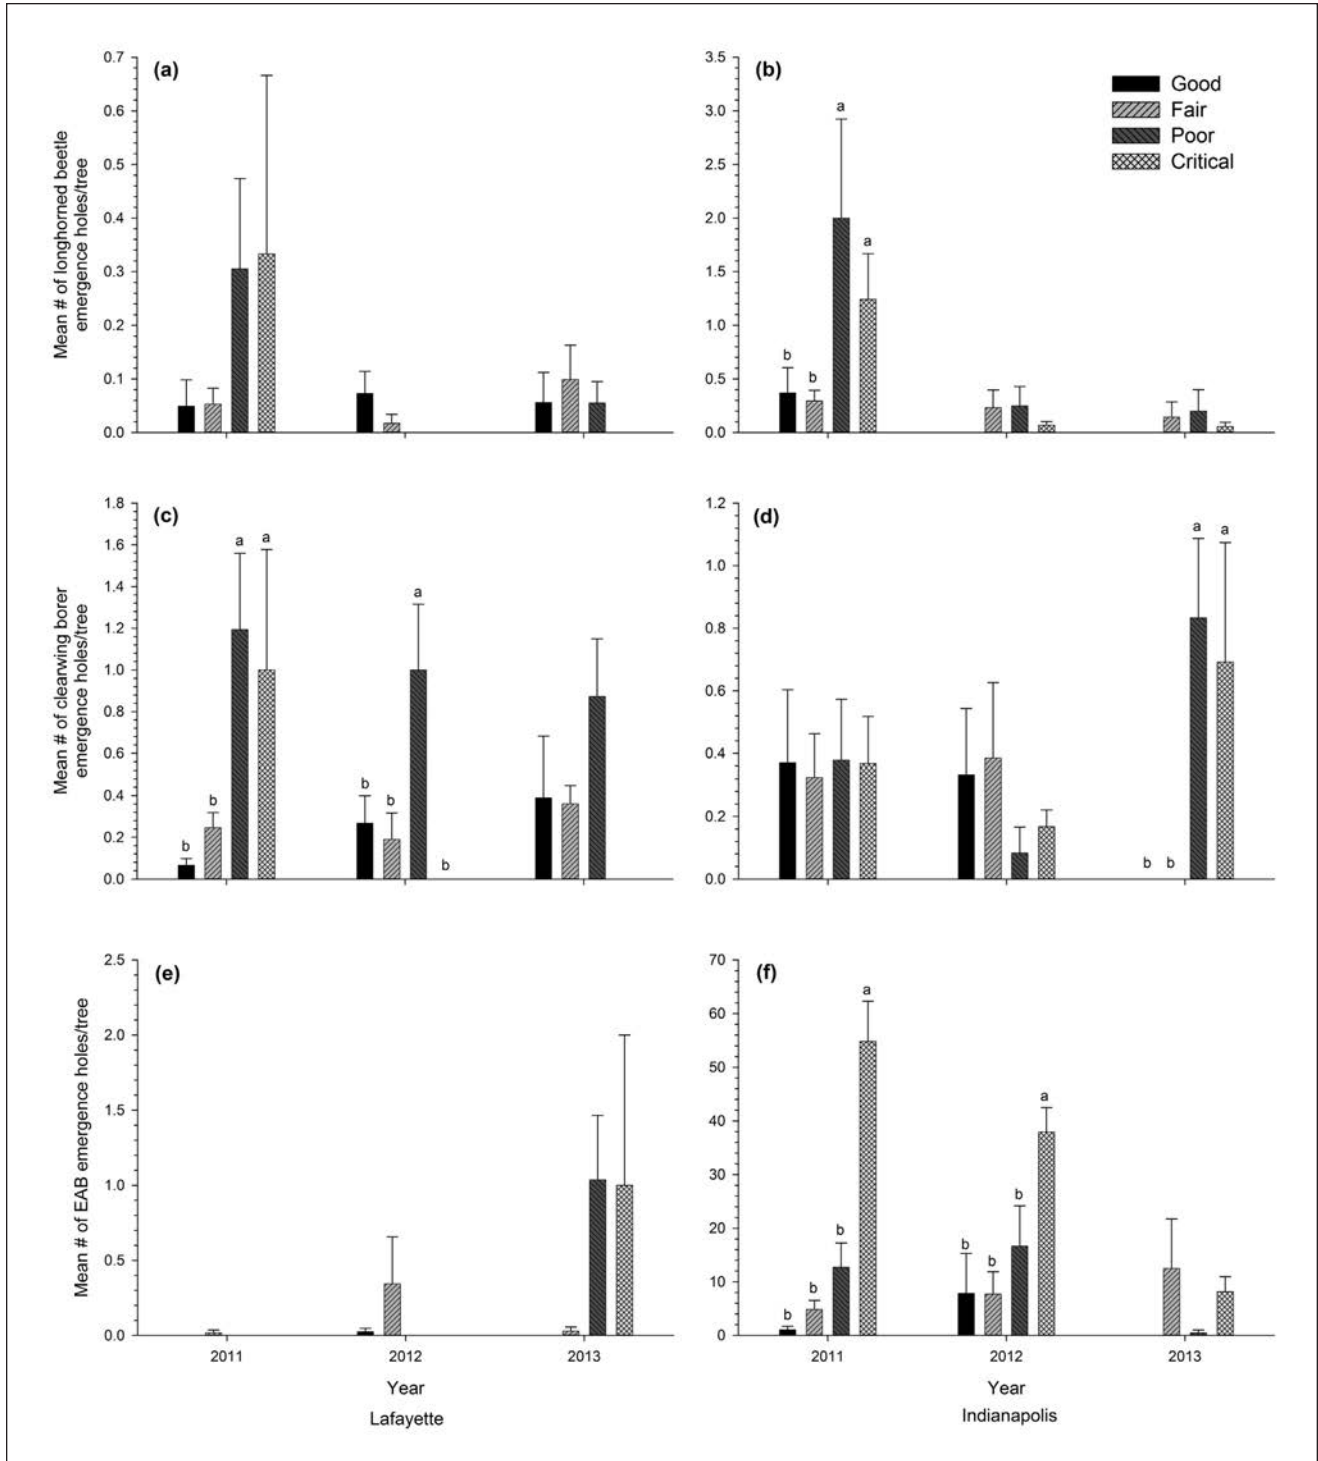 (a)
Mean # of longhorned beetle
emergence holes/tree
0.7
0.6
0.5
0.4
0.3
0.2
0.1
0.0
(b)
3.5
3.0
2.5
2.0
1.5
1.0
0.5
0.0
a
a
b
b
Good
Fair
Poor
Critical
(c)
Mean # of clearwing borer
emergence holes/tree
1.8
1.6
1.4
1.2
1.0
0.8
0.6
0.4
0.2
0.0
b
b
a
a
b
b
a
b
(d)
1.2
1.0
0.8
0.6
0.4
0.2
0.0
b b
a
a
(e)
Mean # of EAB emergence holes/tree
2.5
2.0
1.5
1.0
0.5
0.0
2011
2012
2013
Year
Lafayette
(f)
70
60
50
40
30
20
10
0
b
b
b
a
b
b
b
a
2011
2012
2013
Year
Indianapolis